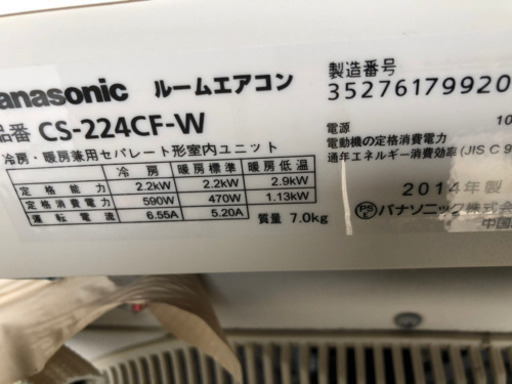 anasonic ルームエアコン
品番 CS-224CF-W
冷房・暖房兼用セパレート形室内ユニット
冷房 暖房標準 暖房低温
定格能力 2.2kW 2.2kW 2.9kW
定格消費電力 590W 470W 1.13kW
運転電流 6.55A 5.20A
質量 7.0kg
製造番号
35276179920
電源 10
電動機の定格消費電力
通年エネルギー消費効率(JIS C 9
2014年製
PSE パナソニック株式会
中国